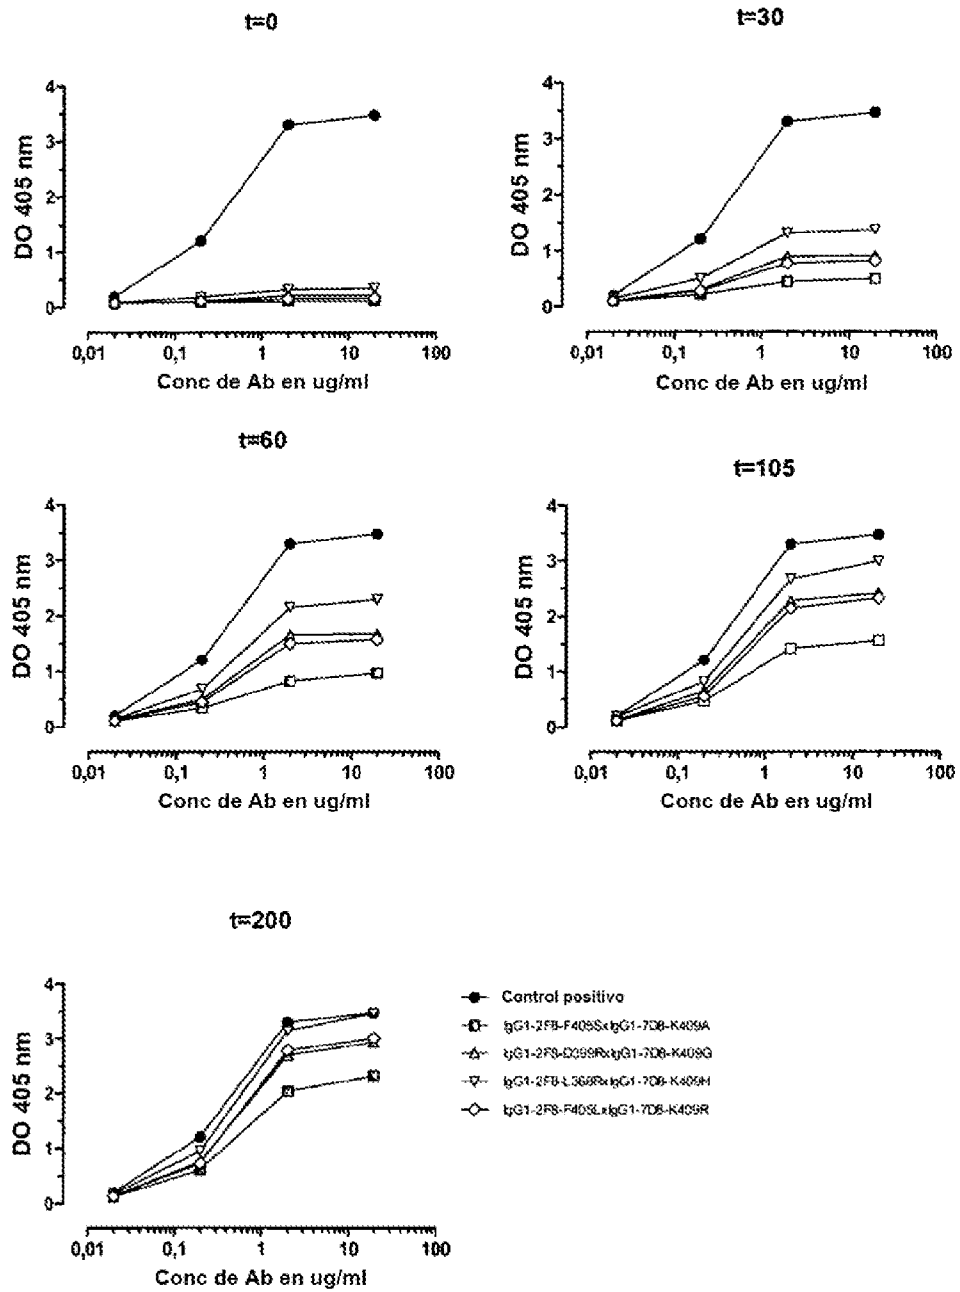 t=0
4
3
2
1
0
DO 405 nm
0,01 0,1 1 10 100
Conc de Ab en ug/ml
t=30
4
3
2
1
0
DO 405 nm
0,01 0,1 1 10 100
Conc de Ab en ug/ml
t=60
4
3
2
1
0
DO 405 nm
0,01 0,1 1 10 100
Conc de Ab en ug/ml
t=105
4
3
2
1
0
DO 405 nm
0,01 0,1 1 10 100
Conc de Ab en ug/ml
t=200
4
3
2
1
0
DO 405 nm
0,01 0,1 1 10 100
Conc de Ab en ug/ml
Control positivo
IgG1-2F8-F405SxIgG1-7D8-K409A
IgG1-2F8-D399RxIgG1-7D8-K409G
IgG1-2F8-L368RxIgG1-7D8-K409H
IgG1-2F8-F405LxIgG1-7D8-K409R